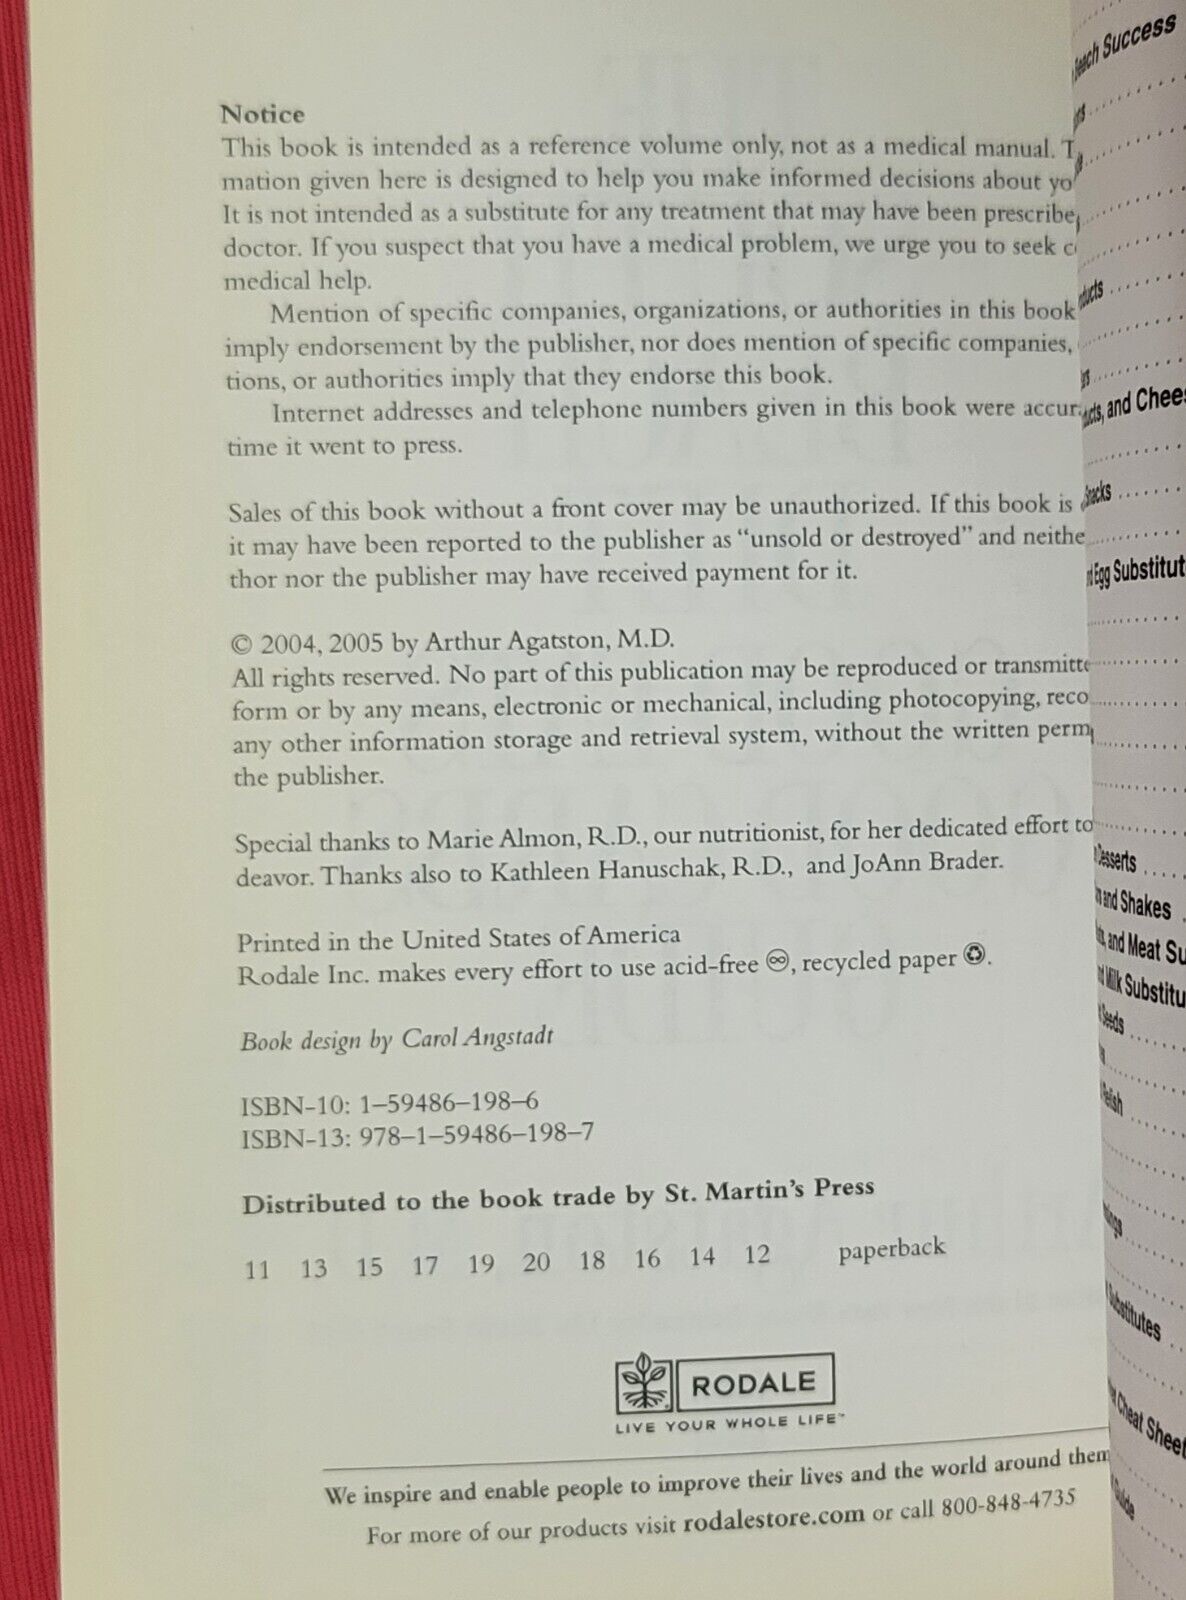 Notice
This book is intended as a reference volume only, not as a medical manual.
mation given here is designed to help you make informed decisions about
It is not intended as a substitute for any treatment that may have been
doctor. If you suspect that you have a medical problem, we urge you to seek
medical help.
Mention of specific companies, organizations, or authorities in this book
imply endorsement by the publisher, nor does mention of specific companies,
tions, or authorities imply that they endorse this book.
Internet addresses and telephone numbers given in this book were
time it went to press.
Sales of this book without a front cover may be unauthorized. If this book is
it may have been reported to the publisher as “unsold or destroyed” and
thor nor the publisher may have received payment for it.
© 2004, 2005 by Arthur Agatston, M.D.
All rights reserved. No part of this publication may be reproduced or
form or by any means, electronic or mechanical, including photocopying,
any other information storage and retrieval system, without the written
the publisher.
Special thanks to Marie Almon, R.D., our nutritionist, for her dedicated effort to
deavor. Thanks also to Kathleen Hanuschak, R.D., and JoAnn Brader.
Printed in the United States of America
Rodale Inc. makes every effort to use acid-free ♾, recycled paper ♻.
Book design by Carol Angstadt
ISBN-10: 1–59486–198–6
ISBN-13: 978–1–59486–198–7
Distributed to the book trade by St. Martin’s Press
11 13 15 17 19 20 18 16 14 12 paperback
RODALE
LIVE YOUR WHOLE LIFE™
We inspire and enable people to improve their lives and the world around them
For more of our products visit rodalestore.com or call 800-848-4735
Beach Success
and Chees
Snacks
Egg Substitut
Desserts
and Shakes
and Meat Su
Milk Substitu
Seeds
Relish
Substitutes
Cheat Sheet
Guide